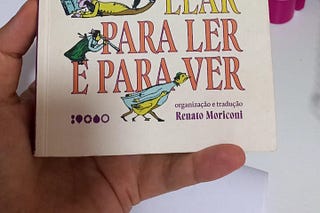 LEAR
PARA LER
E PARA VER
organização e tradução
Renato Moriconi